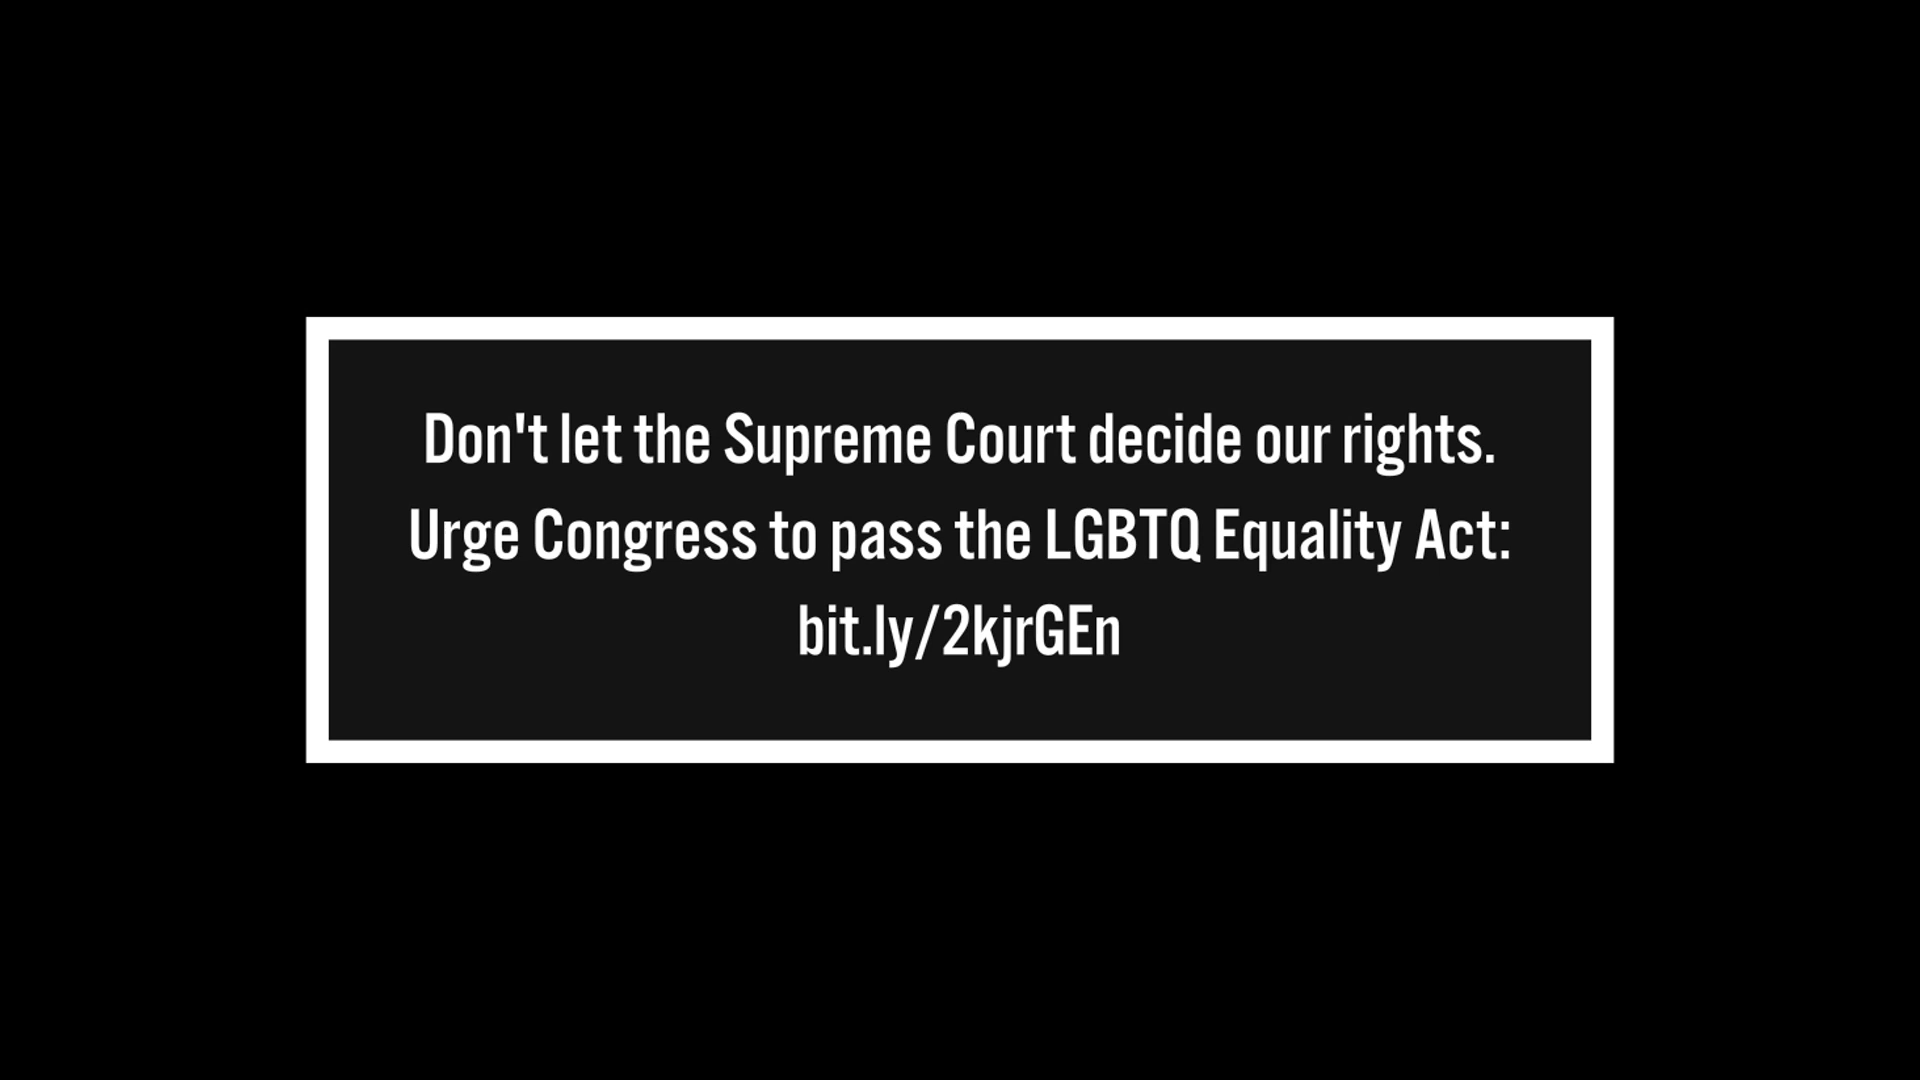 Don't let the Supreme Court decide our rights.
Urge Congress to pass the LGBTQ Equality Act:
bit.ly/2kjrGEn